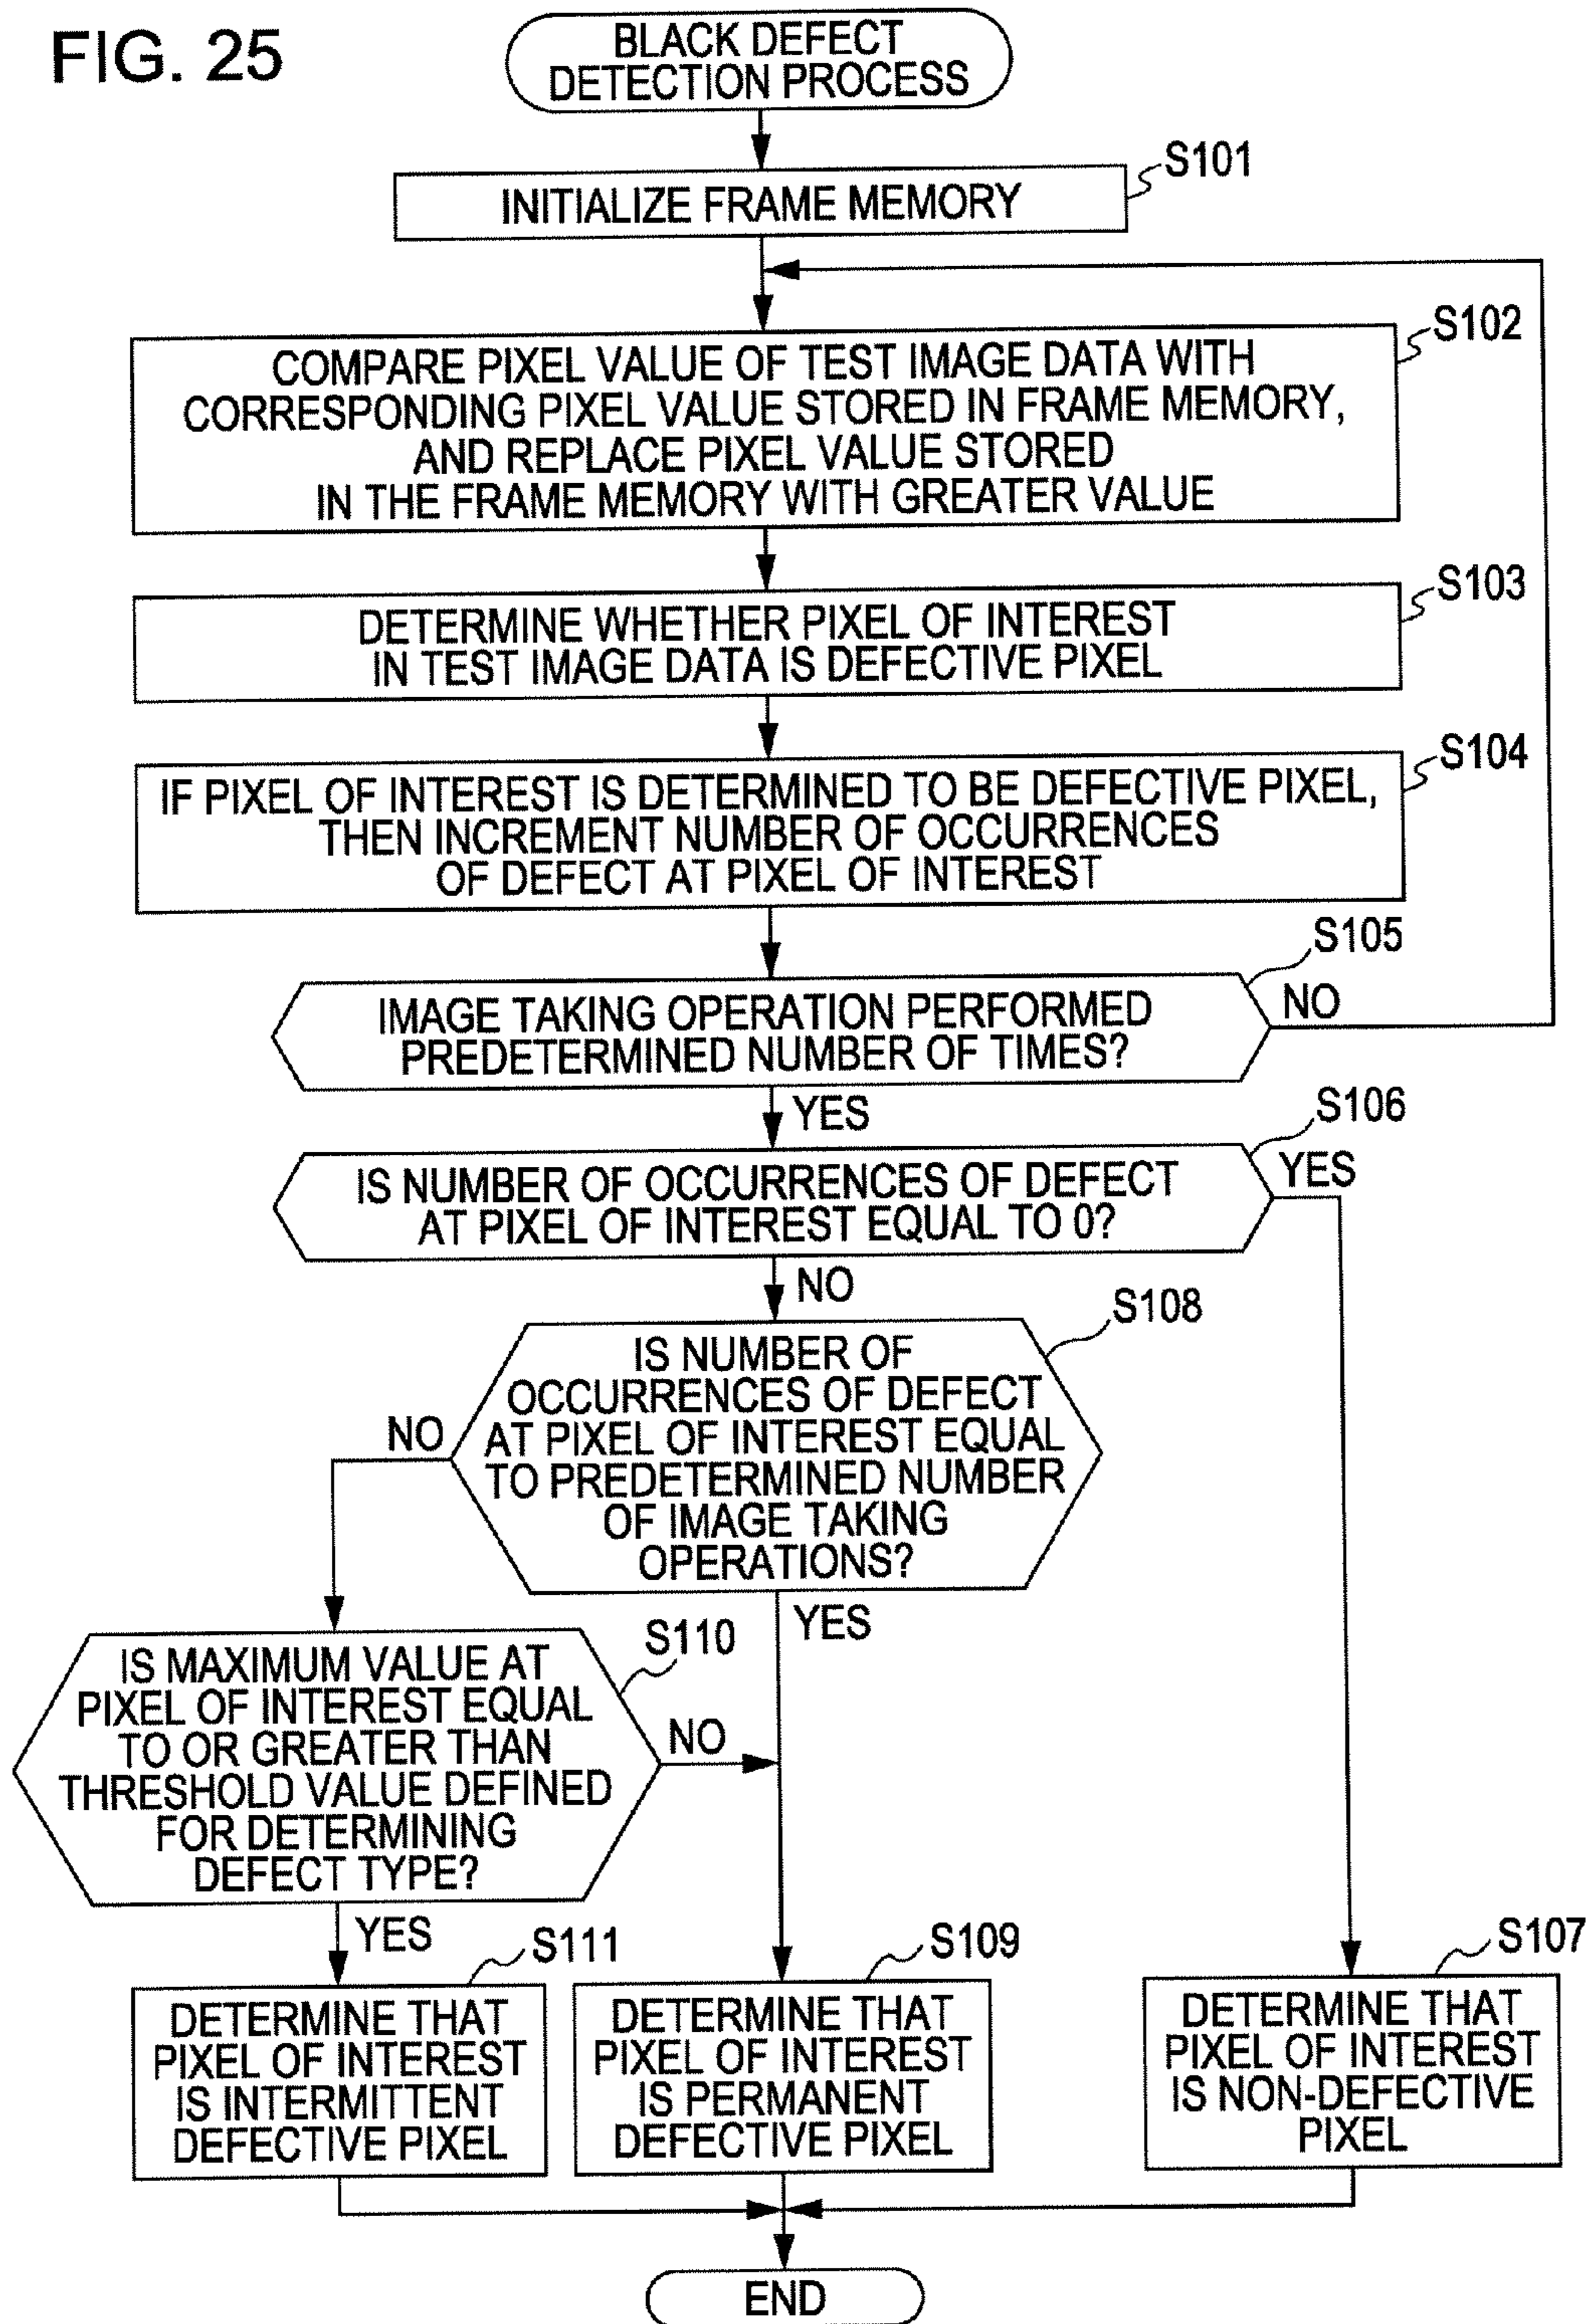 FIG. 25
BLACK DEFECT
DETECTION PROCESS
S101
INITIALIZE FRAME MEMORY
S102
COMPARE PIXEL VALUE OF TEST IMAGE DATA WITH
CORRESPONDING PIXEL VALUE STORED IN FRAME MEMORY,
AND REPLACE PIXEL VALUE STORED
IN THE FRAME MEMORY WITH GREATER VALUE
S103
DETERMINE WHETHER PIXEL OF INTEREST
IN TEST IMAGE DATA IS DEFECTIVE PIXEL
S104
IF PIXEL OF INTEREST IS DETERMINED TO BE DEFECTIVE PIXEL,
THEN INCREMENT NUMBER OF OCCURRENCES
OF DEFECT AT PIXEL OF INTEREST
S105
IMAGE TAKING OPERATION PERFORMED
PREDETERMINED NUMBER OF TIMES?
NO
YES
S106
IS NUMBER OF OCCURRENCES OF DEFECT
AT PIXEL OF INTEREST EQUAL TO 0?
YES
NO
S108
IS NUMBER OF
OCCURRENCES OF DEFECT
AT PIXEL OF INTEREST EQUAL
TO PREDETERMINED NUMBER
OF IMAGE TAKING
OPERATIONS?
NO
YES
S110
IS MAXIMUM VALUE AT
PIXEL OF INTEREST EQUAL
TO OR GREATER THAN
THRESHOLD VALUE DEFINED
FOR DETERMINING
DEFECT TYPE?
NO
YES
S111
DETERMINE THAT
PIXEL OF INTEREST
IS INTERMITTENT
DEFECTIVE PIXEL
S109
DETERMINE THAT
PIXEL OF INTEREST
IS PERMANENT
DEFECTIVE PIXEL
S107
DETERMINE THAT
PIXEL OF INTEREST
IS NON-DEFECTIVE
PIXEL
END